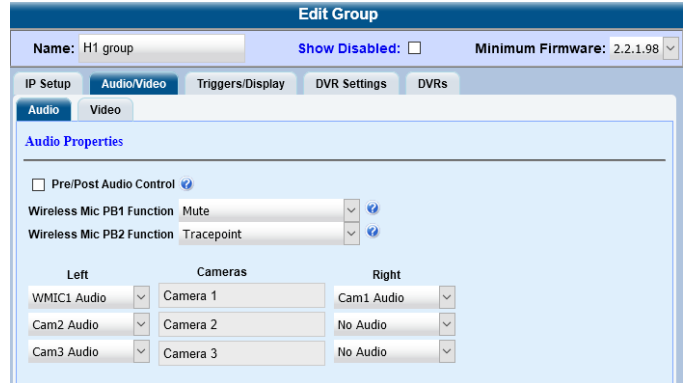 Edit Group
Name: H1 group Show Disabled: Minimum Firmware: 2.2.1.98
IP Setup Audio/Video Triggers/Display DVR Settings DVRs
Audio Video
Audio Properties
Pre/Post Audio Control ?
Wireless Mic PB1 Function Mute ?
Wireless Mic PB2 Function Tracepoint ?
Left Cameras Right
WMIC1 Audio Camera 1 Cam1 Audio
Cam2 Audio Camera 2 No Audio
Cam3 Audio Camera 3 No Audio